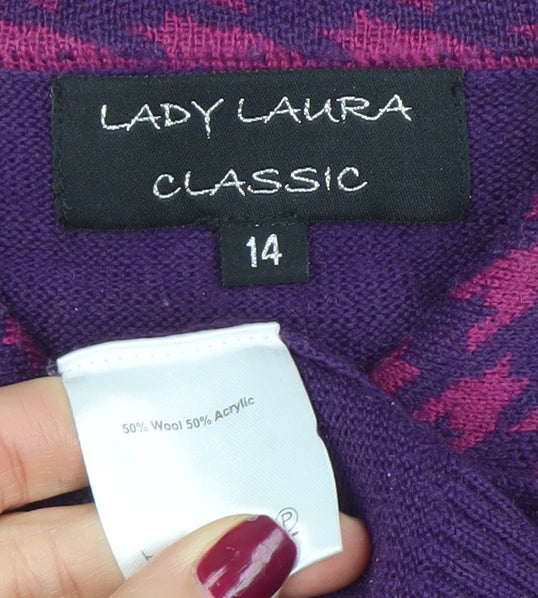 LADY LAURA
CLASSIC
14
50% Wool 50% Acrylic
P